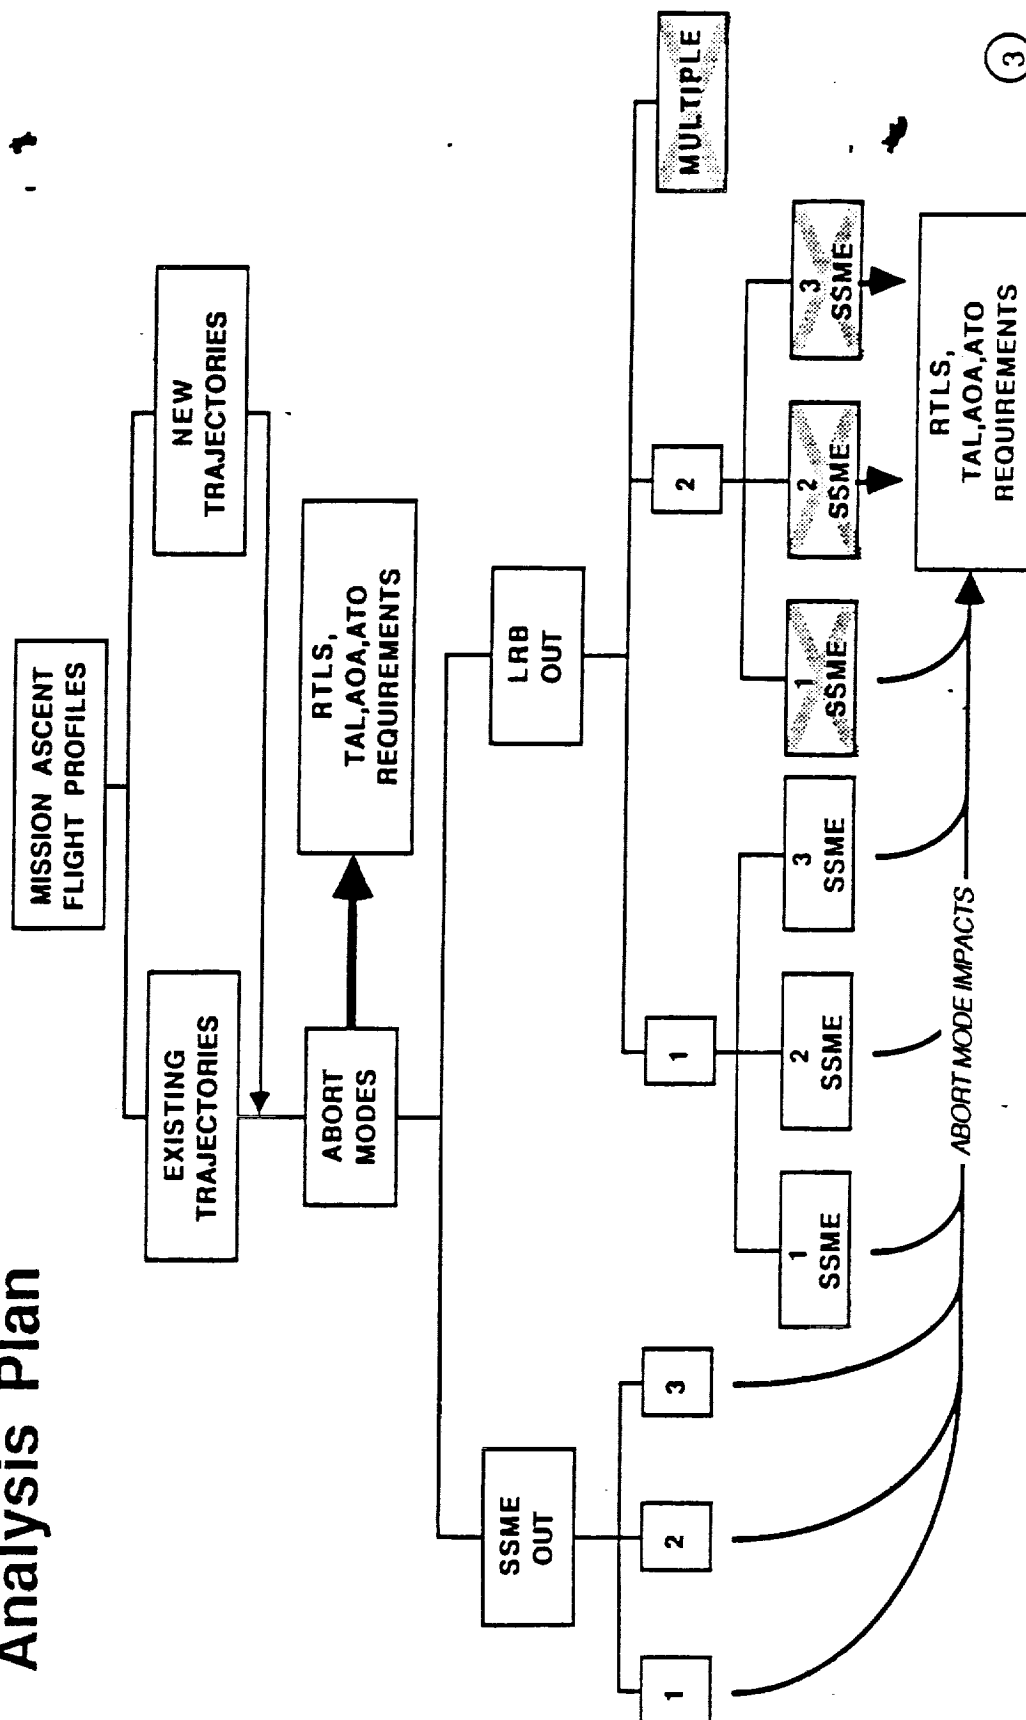 Analysis Plan
MISSION ASCENT
FLIGHT PROFILES
EXISTING
TRAJECTORIES
NEW
TRAJECTORIES
ABORT
MODES
RTLS,
TAL,AOA,ATO
REQUIREMENTS
SSME
OUT
LRB
OUT
1
2
3
1
2
MULTIPLE
1
SSME
2
SSME
3
SSME
1
SSME
2
SSME
3
SSME
ABORT MODE IMPACTS
RTLS,
TAL,AOA,ATO
REQUIREMENTS
3